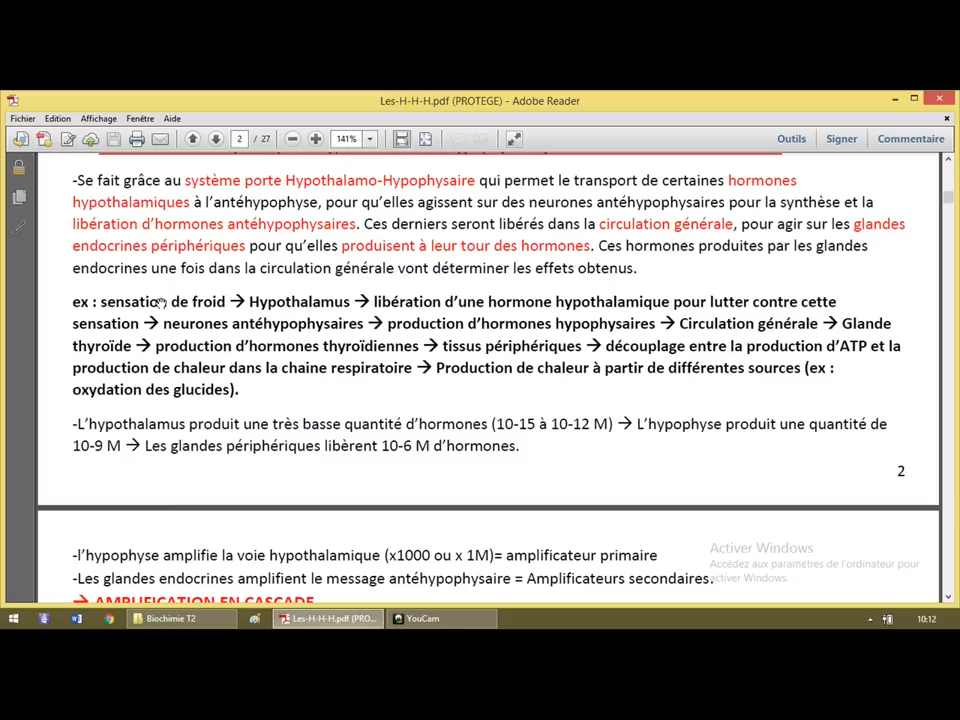 Les-H-H-H.pdf (PROTEGE) - Adobe Reader
Fichier Edition Affichage Fenêtre Aide
2 / 27 141% Outils Signer Commentaire
-Se fait grâce au système porte Hypothalamo-Hypophysaire qui permet le transport de certaines hormones
hypothalamiques à l'antéhypophyse, pour qu'elles agissent sur des neurones antéhypophysaires pour la synthèse et la
libération d'hormones antéhypophysaires. Ces derniers seront libérés dans la circulation générale, pour agir sur les glandes
endocrines périphériques pour qu'elles produisent à leur tour des hormones. Ces hormones produites par les glandes
endocrines une fois dans la circulation générale vont déterminer les effets obtenus.
ex : sensation de froid → Hypothalamus → libération d'une hormone hypothalamique pour lutter contre cette
sensation → neurones antéhypophysaires → production d'hormones hypophysaires → Circulation générale → Glande
thyroïde → production d'hormones thyroïdiennes → tissus périphériques → découplage entre la production d'ATP et la
production de chaleur dans la chaine respiratoire → Production de chaleur à partir de différentes sources (ex :
oxydation des glucides).
-L'hypothalamus produit une très basse quantité d'hormones (10-15 à 10-12 M) → L'hypophyse produit une quantité de
10-9 M → Les glandes périphériques libèrent 10-6 M d'hormones.
2
-l'hypophyse amplifie la voie hypothalamique (x1000 ou x 1M)= amplificateur primaire
-Les glandes endocrines amplifient le message antéhypophysaire = Amplificateurs secondaires.
→ AMPLIFICATION EN CASCADE
Activer Windows
Accédez aux paramètres de l'ordinateur pour
activer Windows.
Biochimie T2 Les-H-H-H.pdf (PRO... YouCam 10:12